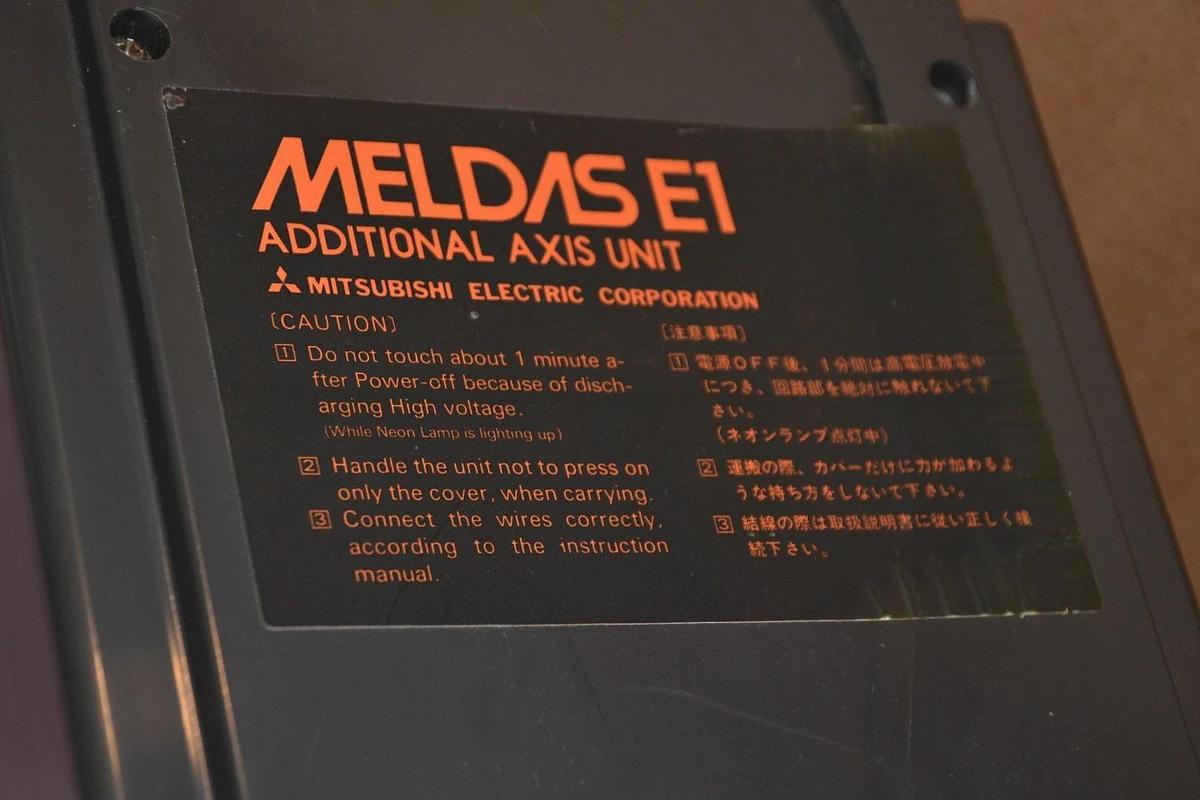 MELDAS E1
ADDITIONAL AXIS UNIT
MITSUBISHI ELECTRIC CORPORATION
〔CAUTION〕
1 Do not touch about 1 minute a-
fter Power-off because of disch-
arging High voltage.
(While Neon Lamp is lighting up)
2 Handle the unit not to press on
only the cover, when carrying.
3 Connect the wires correctly,
according to the instruction
manual.
〔注意事項〕
1 電源OFF後、1分間は高電圧放電中
につき、回路部を絶対に触れないで下
さい。
(ネオンランプ点灯中)
2 運搬の際、カバーだけに力が加わるよ
うな持ち方をしないで下さい。
3 結線の際は取扱説明書に従い正しく接
続下さい。